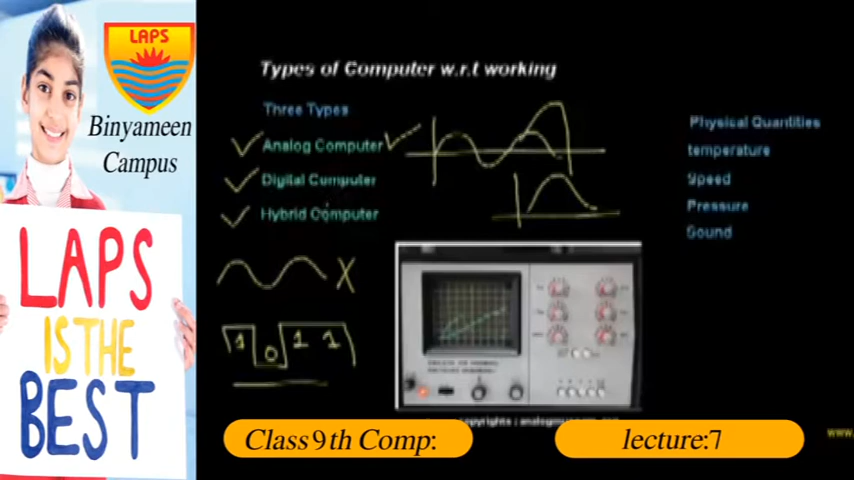 LAPS
Binyameen
Campus
LAPS
IS THE
BEST
Types of Computer w.r.t working
Three Types
Analog Computer
Digital Computer
Hybrid Computer
X
1 0 1 1
Physical Quantities
temperature
Speed
Pressure
Sound
Class 9th Comp:
lecture:7
www.